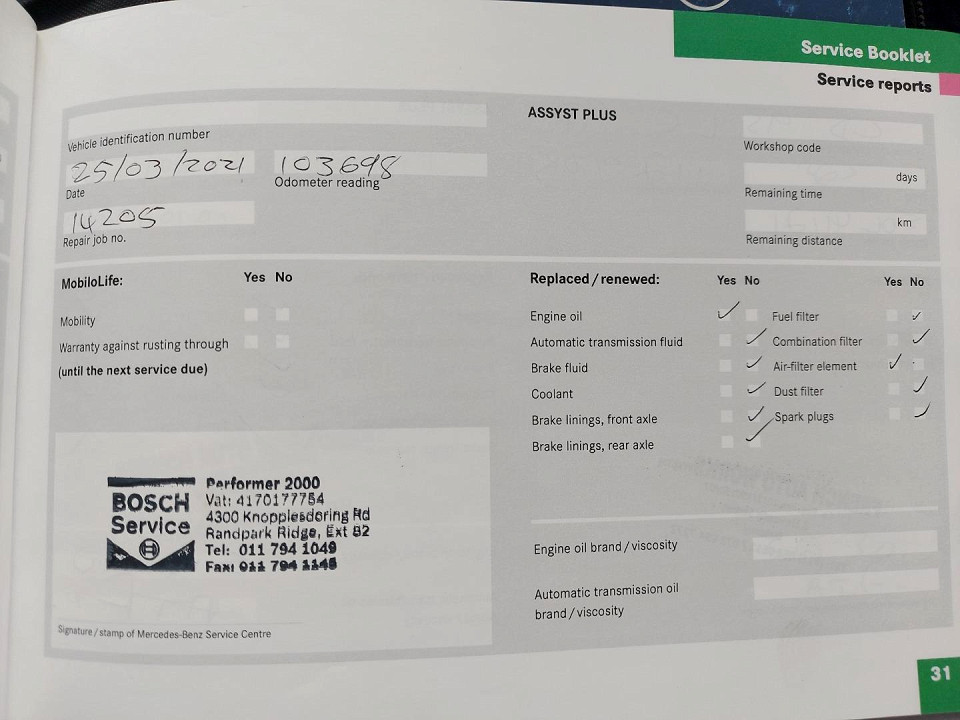 Service Booklet
Service reports
Vehicle identification number
25/03/2021 103698
Date Odometer reading
14205
Repair job no.
ASSYST PLUS
Workshop code
days
Remaining time
km
Remaining distance
MobiloLife: Yes No
Mobility
Warranty against rusting through
(until the next service due)
Replaced/renewed: Yes No Yes No
Engine oil Fuel filter
Automatic transmission fluid Combination filter
Brake fluid Air-filter element
Coolant Dust filter
Brake linings, front axle Spark plugs
Brake linings, rear axle
BOSCH
Service
Performer 2000
Vat: 4170177754
4300 Knopplesdoring Rd
Randpark Ridge, Ext 82
Tel: 011 794 1049
Fax: 011 794 1148
Signature/stamp of Mercedes-Benz Service Centre
Engine oil brand/viscosity
Automatic transmission oil
brand/viscosity
31